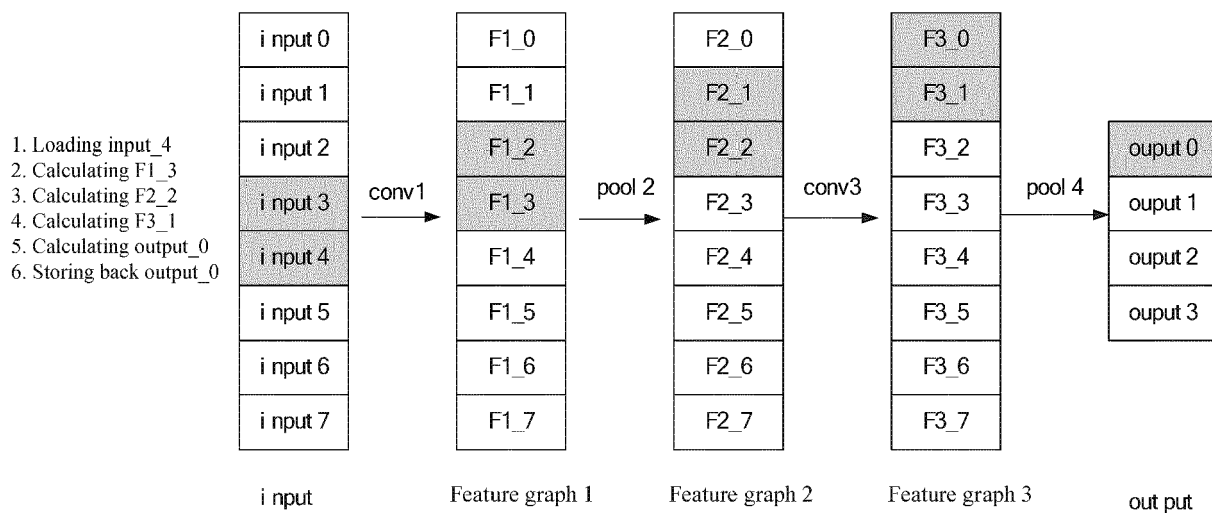 1. Loading input_4
2. Calculating F1_3
3. Calculating F2_2
4. Calculating F3_1
5. Calculating output_0
6. Storing back output_0
i nput 0
i nput 1
i nput 2
i nput 3
i nput 4
i nput 5
i nput 6
i nput 7
i nput
conv1
F1_0
F1_1
F1_2
F1_3
F1_4
F1_5
F1_6
F1_7
Feature graph 1
pool 2
F2_0
F2_1
F2_2
F2_3
F2_4
F2_5
F2_6
F2_7
Feature graph 2
conv3
F3_0
F3_1
F3_2
F3_3
F3_4
F3_5
F3_6
F3_7
Feature graph 3
pool 4
ouput 0
ouput 1
ouput 2
ouput 3
out put